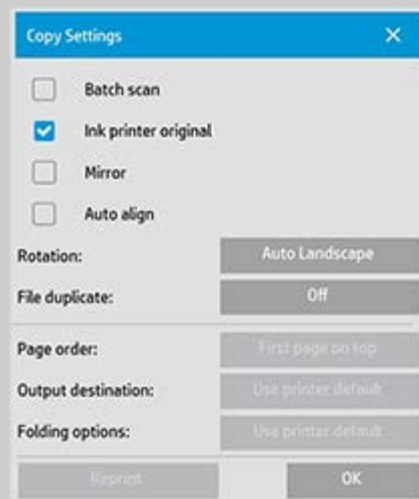 Copy Settings
Batch scan
Ink printer original
Mirror
Auto align
Rotation: Auto Landscape
File duplicate: Off
Page order: First page on top
Output destination: Use printer default
Folding options: Use printer default
Reprint OK